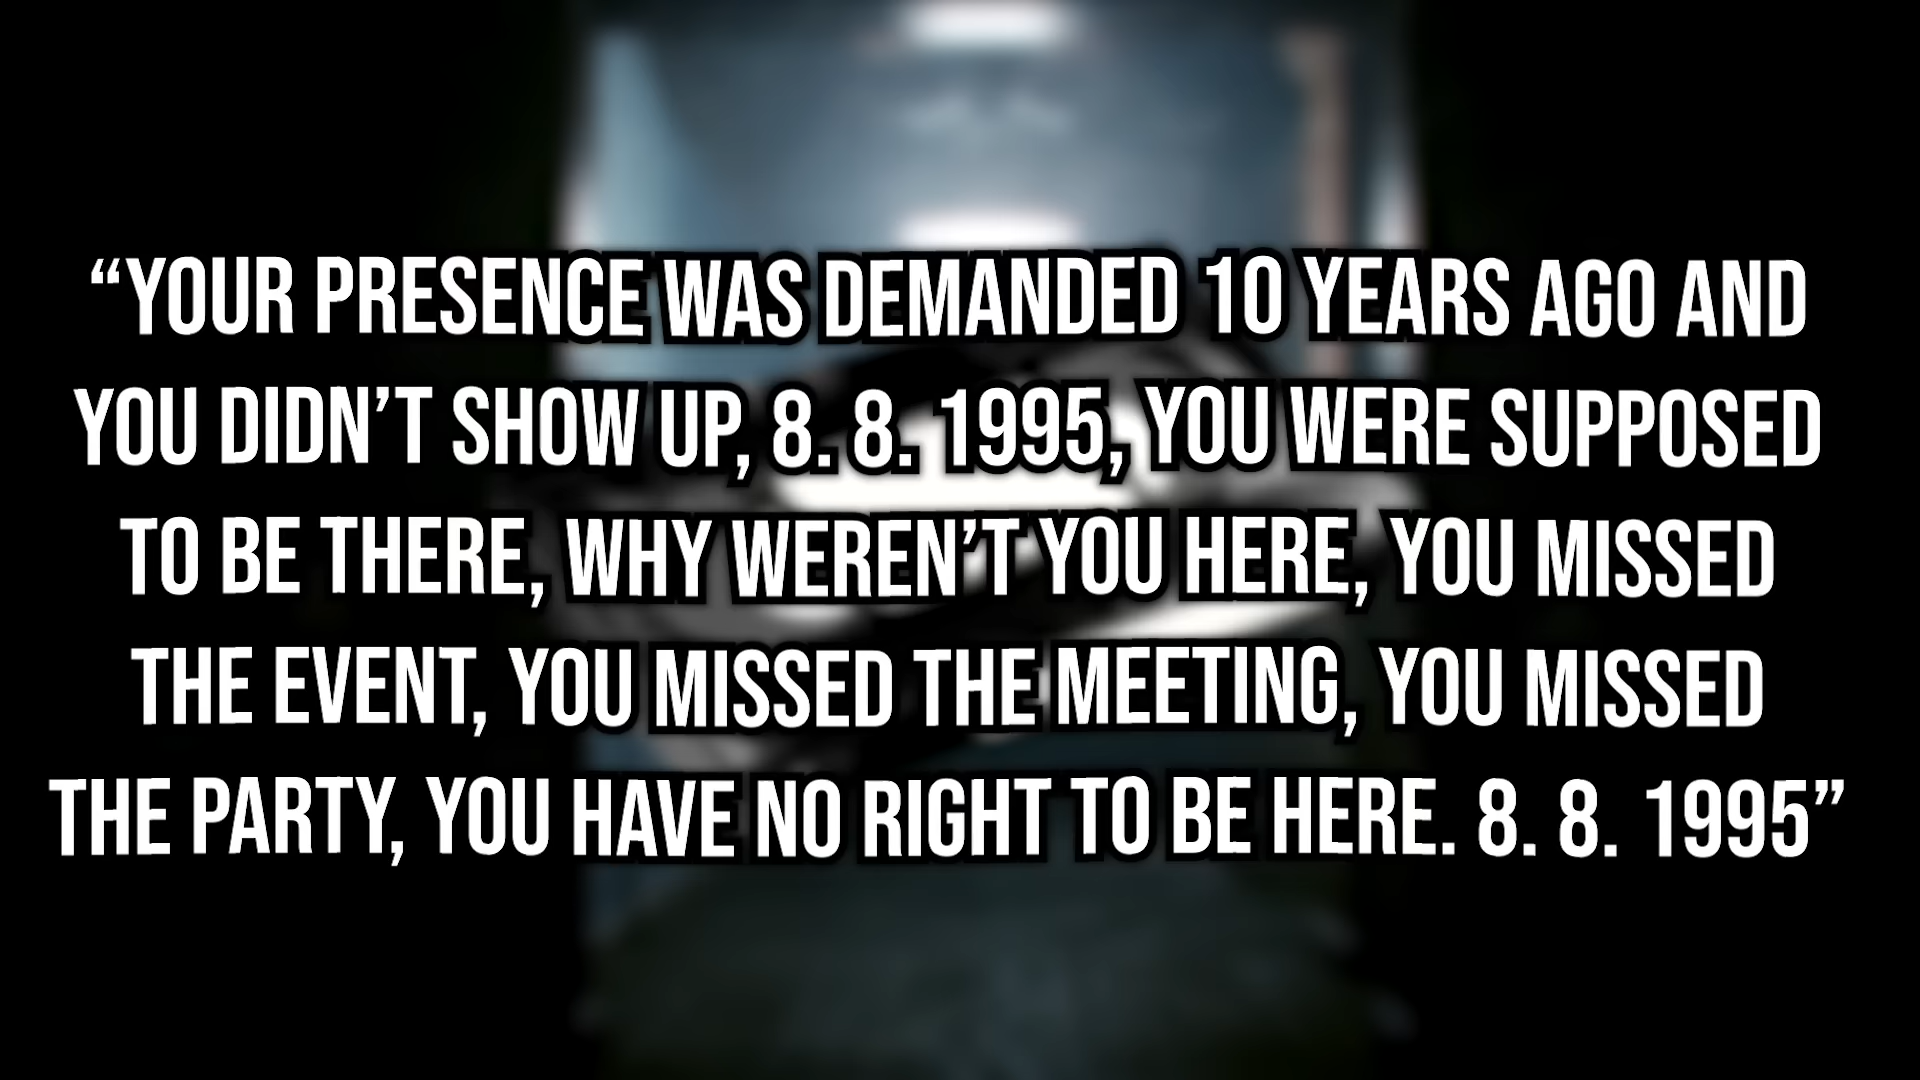 “YOUR PRESENCE WAS DEMANDED 10 YEARS AGO AND
YOU DIDN’T SHOW UP, 8. 8. 1995, YOU WERE SUPPOSED
TO BE THERE, WHY WEREN’T YOU HERE, YOU MISSED
THE EVENT, YOU MISSED THE MEETING, YOU MISSED
THE PARTY, YOU HAVE NO RIGHT TO BE HERE. 8. 8. 1995”